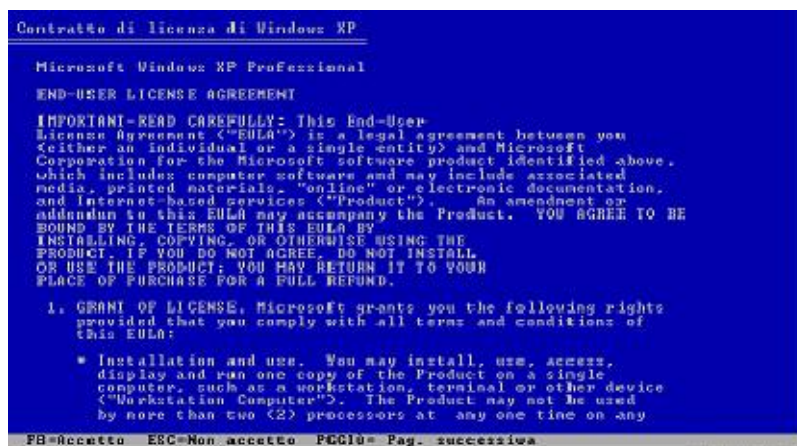 Contratto di licenza di Windows XP
Microsoft Windows XP Professional
END-USER LICENSE AGREEMENT
IMPORTANT-READ CAREFULLY: This End-User
License Agreement ("EULA") is a legal agreement between you
(either an individual or a single entity) and Microsoft
Corporation for the Microsoft software product identified above,
which includes computer software and may include associated
media, printed materials, "online" or electronic documentation,
and Internet-based services ("Product"). An amendment or
addendum to this EULA may accompany the Product. YOU AGREE TO BE
BOUND BY THE TERMS OF THIS EULA BY
INSTALLING, COPYING, OR OTHERWISE USING THE
PRODUCT. IF YOU DO NOT AGREE, DO NOT INSTALL
OR USE THE PRODUCT; YOU MAY RETURN IT TO YOUR
PLACE OF PURCHASE FOR A FULL REFUND.
1. GRANT OF LICENSE. Microsoft grants you the following rights
provided that you comply with all terms and conditions of
this EULA:
* Installation and use. You may install, use, access,
display and run one copy of the Product on a single
computer, such as a workstation, terminal or other device
("Workstation Computer"). The Product may not be used
by more than two (2) processors at any one time on any
F8=Accetto ESC=Non accetto PGGIÙ= Pag. successiva